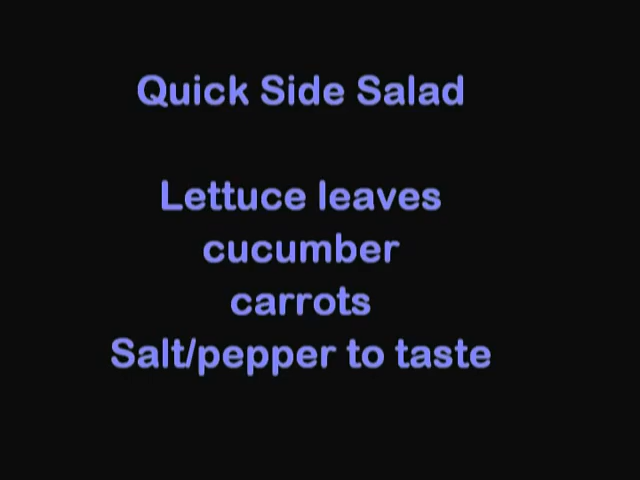 Quick Side Salad
Lettuce leaves
cucumber
carrots
Salt/pepper to taste